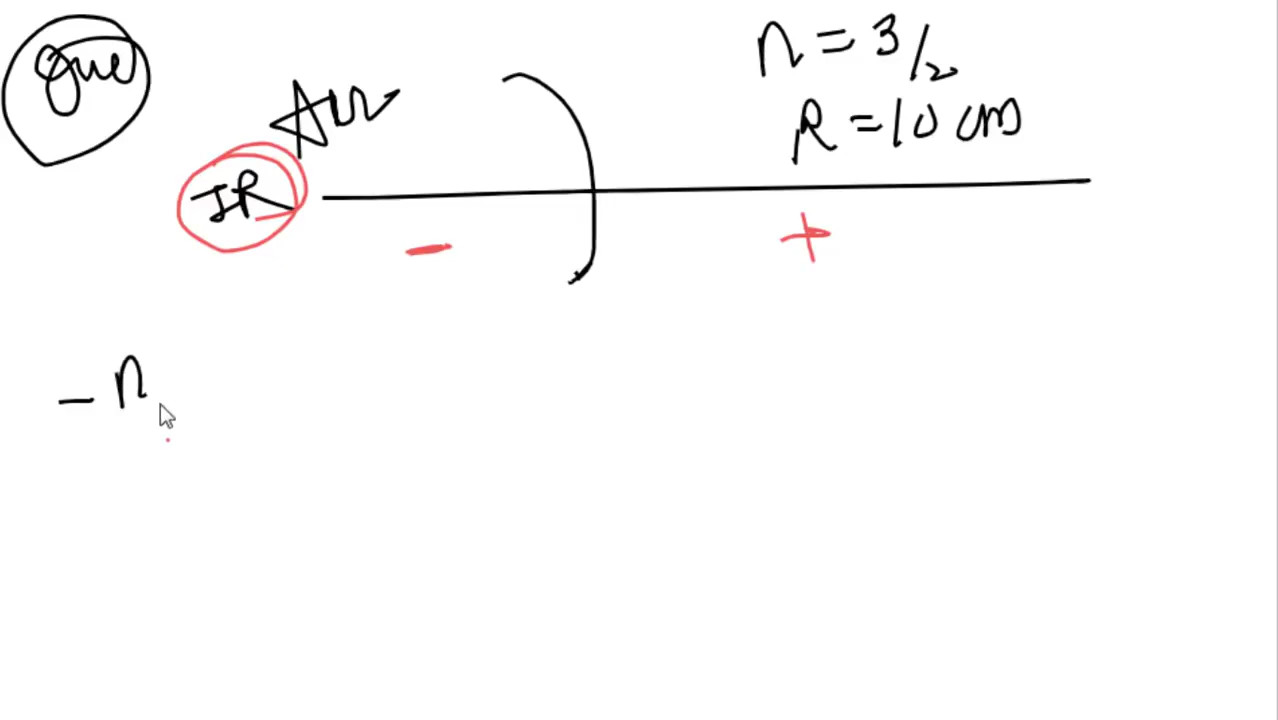 Que
n = 3/2
Air
R = 10 cm
IR
- +
- n